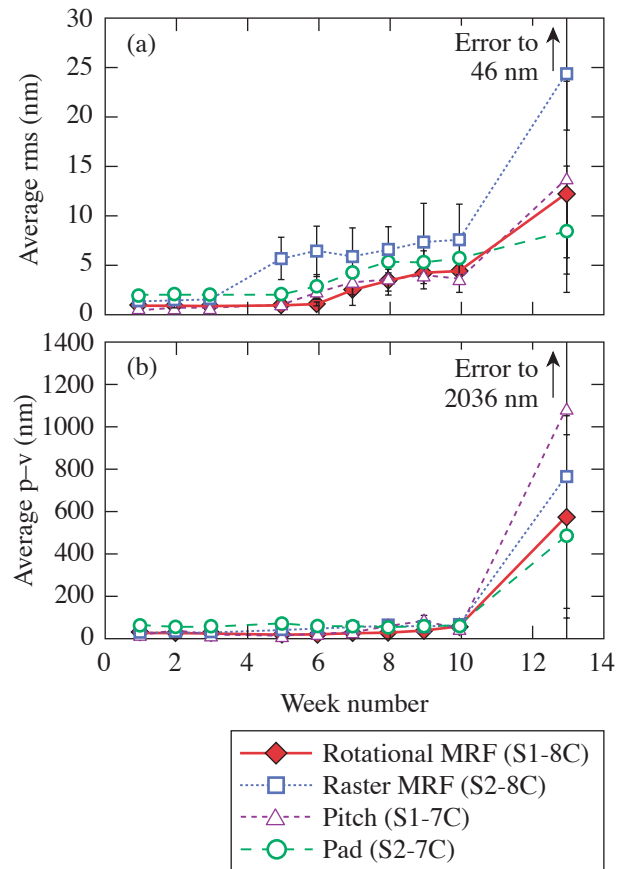 30
(a)
Error to
46 nm
25
20
15
10
5
0
Average rms (nm)
1400
(b)
Error to
2036 nm
1200
1000
800
600
400
200
0
Average p–v (nm)
0 2 4 6 8 10 12 14
Week number
Rotational MRF (S1-8C)
Raster MRF (S2-8C)
Pitch (S1-7C)
Pad (S2-7C)